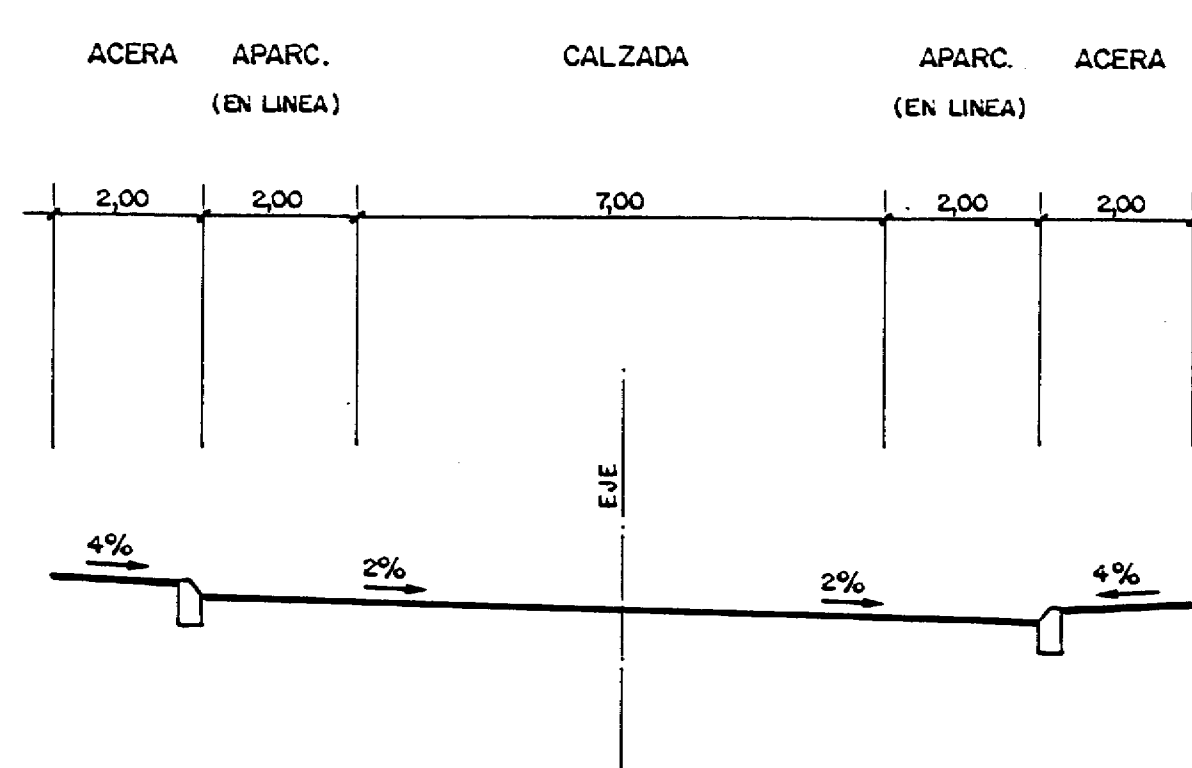 ACERA APARC. CALZADA APARC. ACERA
(EN LINEA) (EN LINEA)
2,00 2,00 7,00 2,00 2,00
EJE
4% 2% 2% 4%